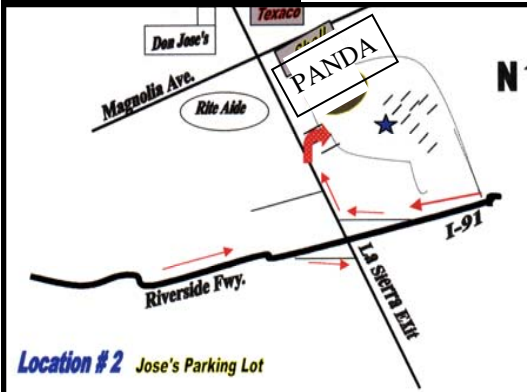 Texaco
Don Jose's
Shell
PANDA
N
Magnolia Ave.
Rite Aide
I-91
La Sierra Exit
Riverside Fwy.
Location # 2 Jose's Parking Lot